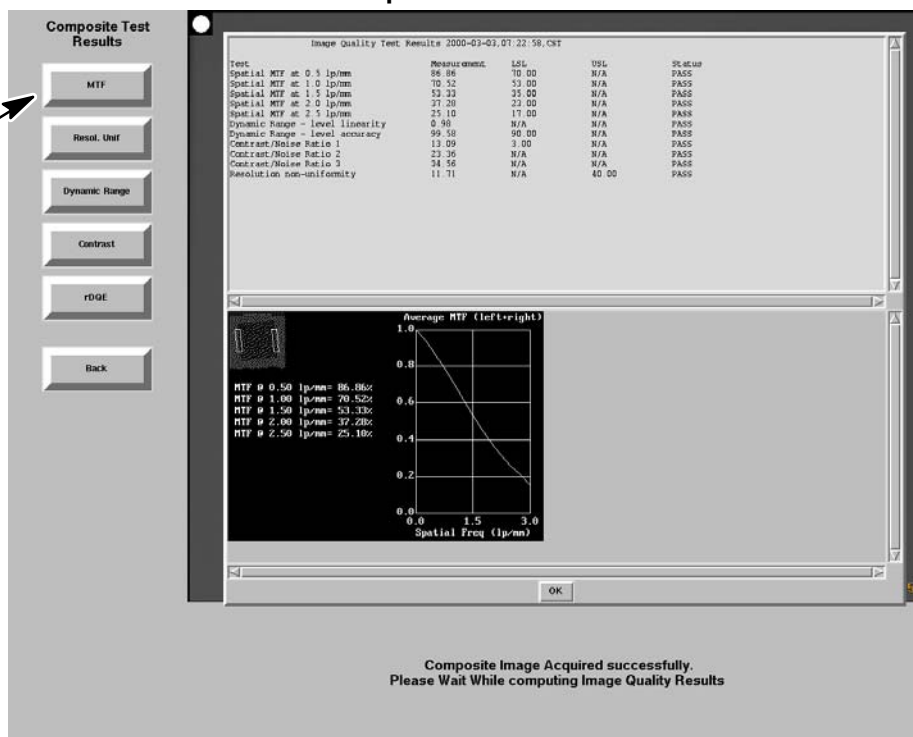 Composite Test
Results
MTF
Resol. Unif
Dynamic Range
Contrast
rDQE
Back
Image Quality Test Results 2000-03-03,07:22:58,CST
Test Measurement LSL USL Status
Spatial MTF at 0.5 lp/mm 86.86 70.00 N/A PASS
Spatial MTF at 1.0 lp/mm 70.52 53.00 N/A PASS
Spatial MTF at 1.5 lp/mm 53.33 35.00 N/A PASS
Spatial MTF at 2.0 lp/mm 37.28 23.00 N/A PASS
Spatial MTF at 2.5 lp/mm 25.10 17.00 N/A PASS
Dynamic Range - level linearity 0.98 N/A N/A PASS
Dynamic Range - level accuracy 99.58 90.00 N/A PASS
Contrast/Noise Ratio 1 13.09 3.00 N/A PASS
Contrast/Noise Ratio 2 23.36 N/A N/A PASS
Contrast/Noise Ratio 3 34.56 N/A N/A PASS
Resolution non-uniformity 11.71 N/A 40.00 PASS
MTF @ 0.50 lp/mm= 86.86%
MTF @ 1.00 lp/mm= 70.52%
MTF @ 1.50 lp/mm= 53.33%
MTF @ 2.00 lp/mm= 37.28%
MTF @ 2.50 lp/mm= 25.10%
Average MTF (left+right)
1.0
0.8
0.6
0.4
0.2
0.0
0.0 1.5 3.0
Spatial Freq (lp/mm)
OK
Composite Image Acquired successfully.
Please Wait While computing Image Quality Results